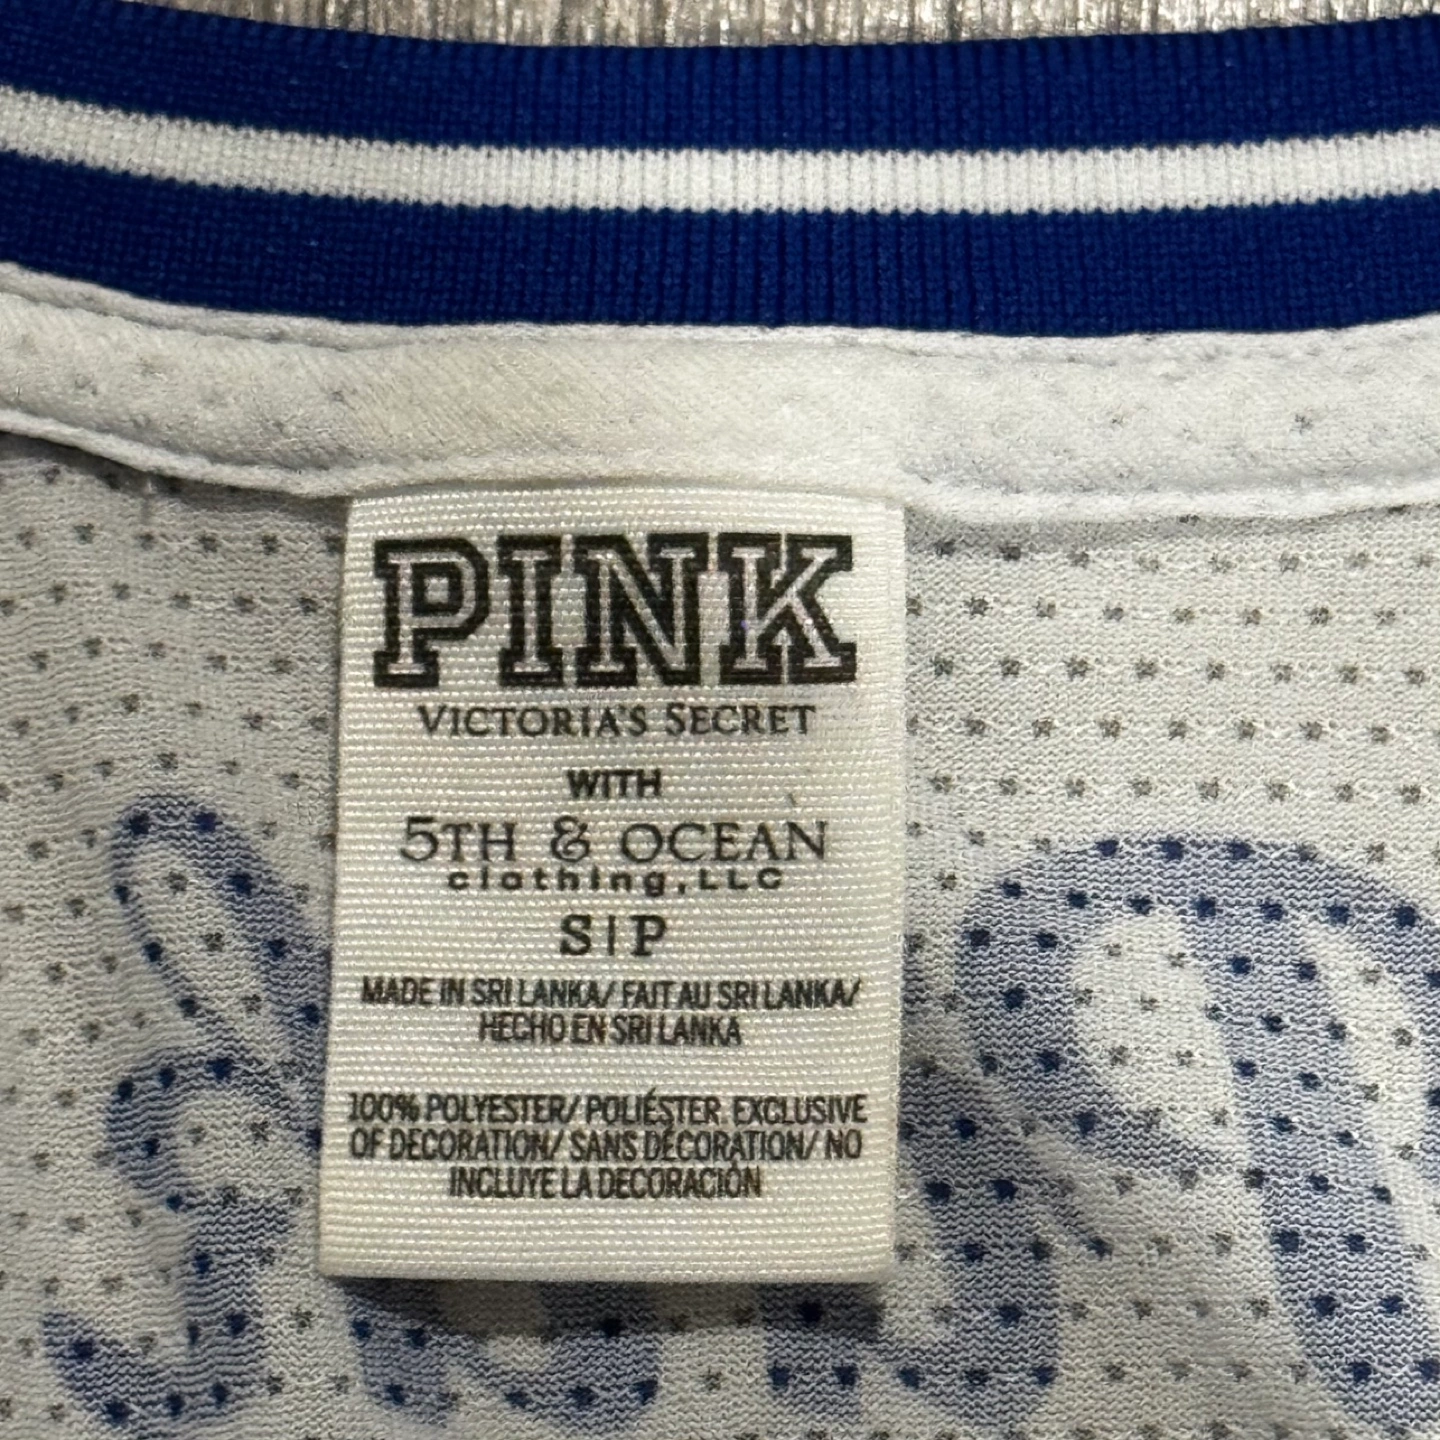 PINK
VICTORIA'S SECRET
WITH
5TH & OCEAN
clothing, LLC
S|P
MADE IN SRI LANKA/ FAIT AU SRI LANKA/
HECHO EN SRI LANKA
100% POLYESTER/ POLIÉSTER. EXCLUSIVE
OF DECORATION/ SANS DÉCORATION/ NO
INCLUYE LA DECORACIÓN